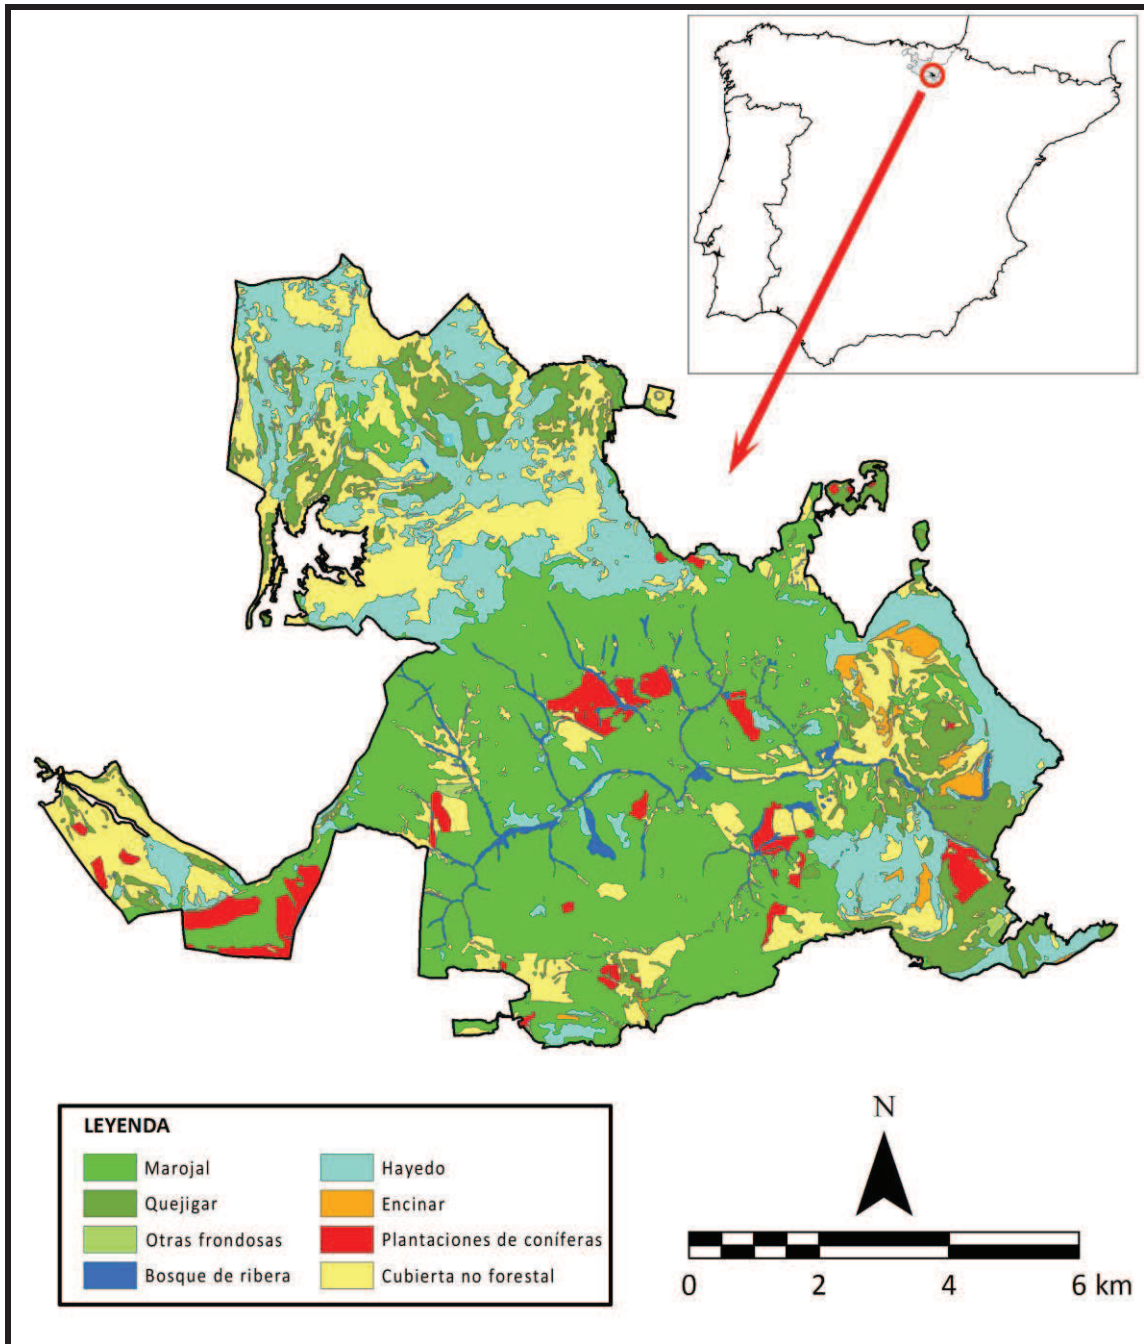 LEYENDA
Marojal
Hayedo
Quejigar
Encinar
Otras frondosas
Plantaciones de coníferas
Bosque de ribera
Cubierta no forestal
N
0 2 4 6 km